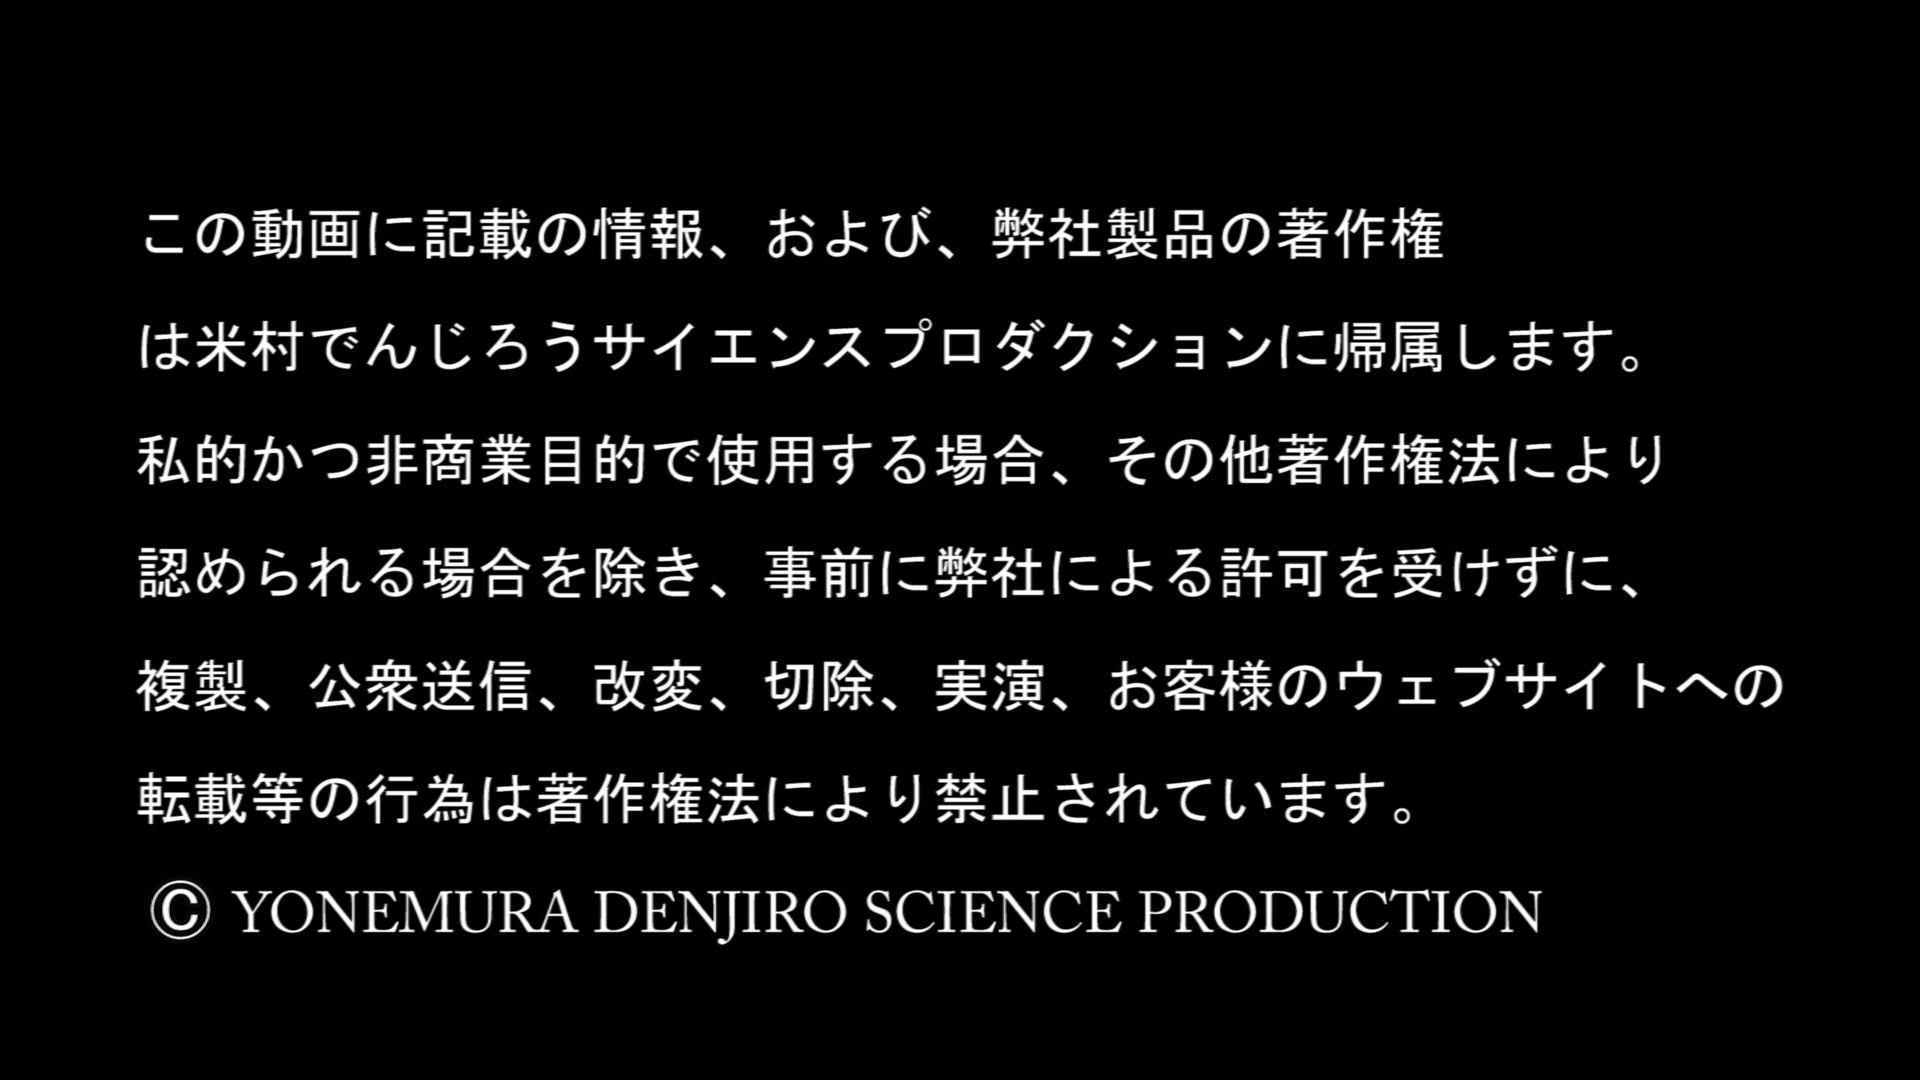 この動画に記載の情報、および、弊社製品の著作権
は米村でんじろうサイエンスプロダクションに帰属します。
私的かつ非商業目的で使用する場合、その他著作権法により
認められる場合を除き、事前に弊社による許可を受けずに、
複製、公衆送信、改変、切除、実演、お客様のウェブサイトへの
転載等の行為は著作権法により禁止されています。
© YONEMURA DENJIRO SCIENCE PRODUCTION